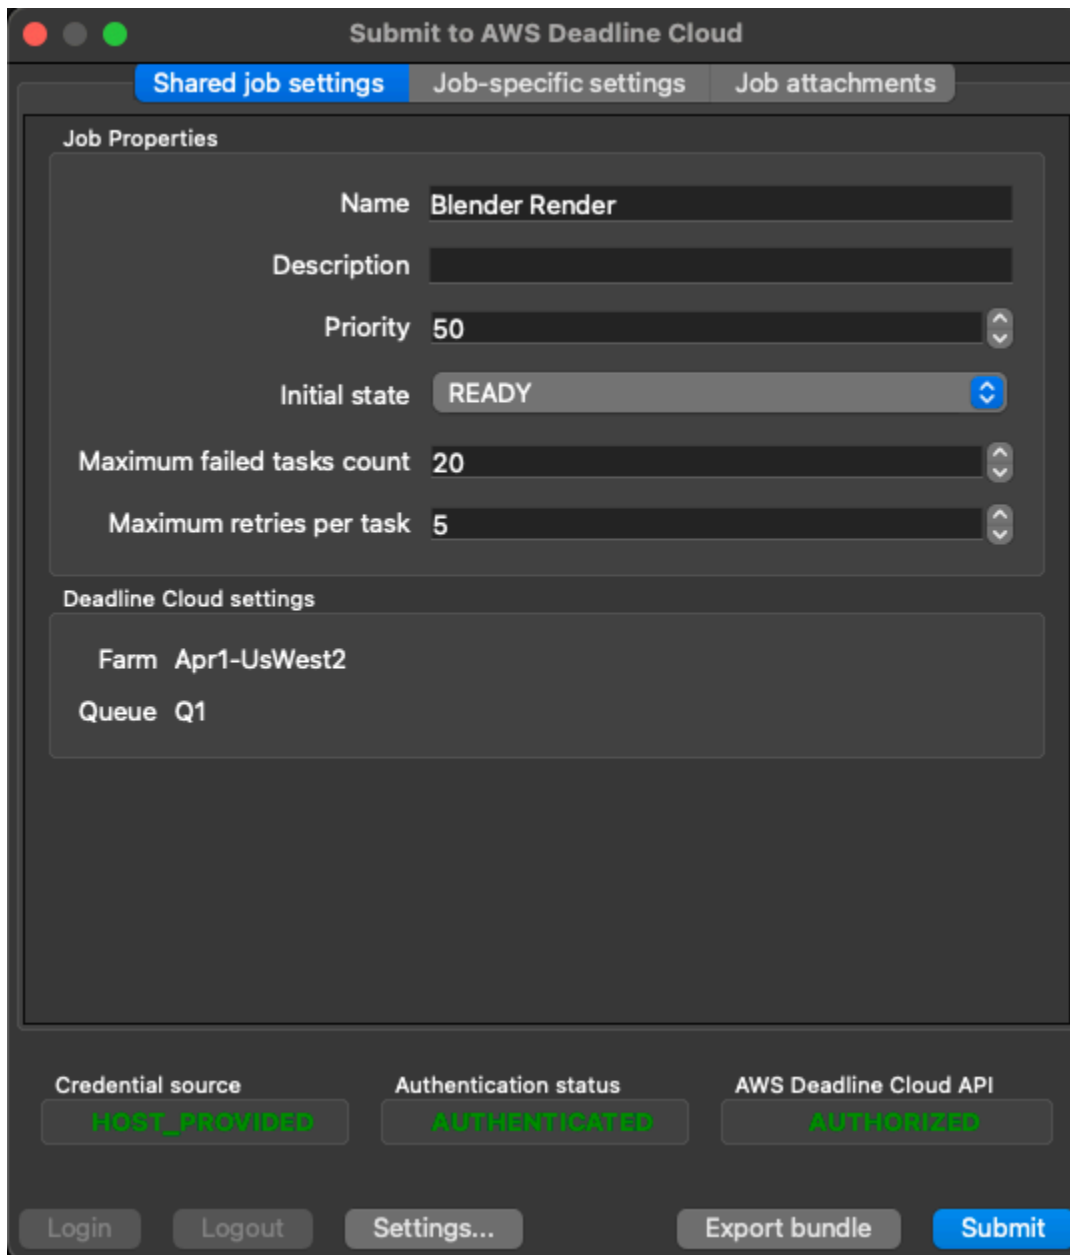 Submit to AWS Deadline Cloud
Shared job settings Job-specific settings Job attachments
Job Properties
Name Blender Render
Description
Priority 50
Initial state READY
Maximum failed tasks count 20
Maximum retries per task 5
Deadline Cloud settings
Farm Apr1-UsWest2
Queue Q1
Credential source Authentication status AWS Deadline Cloud API
HOST_PROVIDED AUTHENTICATED AUTHORIZED
Login Logout Settings... Export bundle Submit